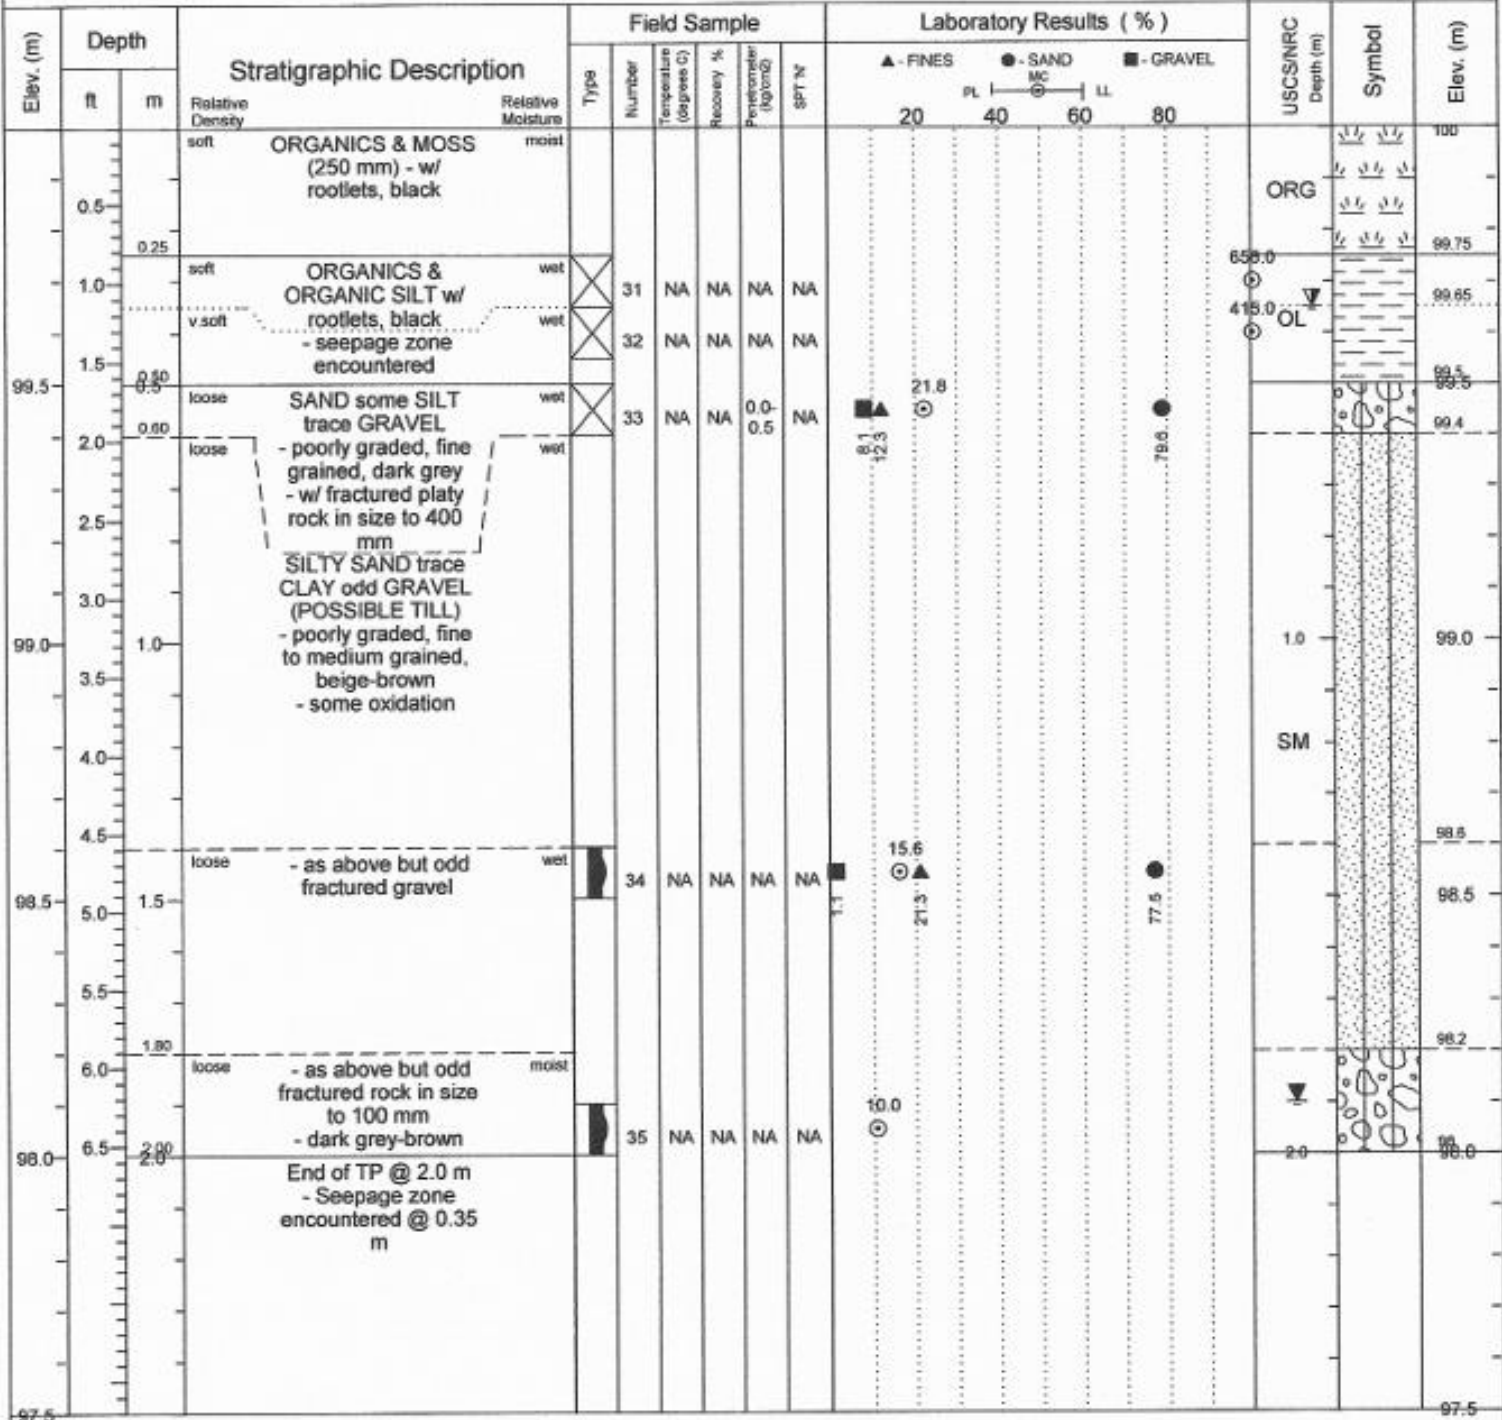 Elev. (m)
Depth
ft
m
Stratigraphic Description
Relative Density
Relative Moisture
Field Sample
Type
Number
Temperature (degrees C)
Recovery %
Penetrometer (kg/cm2)
SPT 'N'
Laboratory Results ( % )
▲ - FINES ● - SAND ■ - GRAVEL
PL MC LL
20 40 60 80
USCS/NRC
Depth (m)
Symbol
Elev. (m)
soft ORGANICS & MOSS moist
(250 mm) - w/
rootlets, black
ORG
100
0.5
0.25
99.75
soft ORGANICS & wet
ORGANIC SILT w/
rootlets, black
1.0
31 NA NA NA NA
99.65
v.soft wet
- seepage zone
encountered
32 NA NA NA NA
415.0
OL
1.5
0.50
99.5
99.5 0.5
99.5
loose SAND some SILT wet
trace GRAVEL
33 NA NA 0.0-0.5 NA
21.8
8.1
12.3
79.6
0.60
99.4
2.0
loose - poorly graded, fine wet
grained, dark grey
- w/ fractured platy
rock in size to 400
mm
2.5
SILTY SAND trace
CLAY odd GRAVEL
(POSSIBLE TILL)
- poorly graded, fine
to medium grained,
beige-brown
- some oxidation
3.0
99.0 1.0
1.0 99.0
3.5
SM
4.0
4.5
98.6
loose - as above but odd wet
fractured gravel
34 NA NA NA NA
15.6
1.1
21.3
77.6
98.5 5.0 1.5
98.5
5.5
1.80
98.2
6.0
loose - as above but odd moist
fractured rock in size
to 100 mm
- dark grey-brown
35 NA NA NA NA
10.0
6.5
2.00
98.0 2.0
2.0 98.0
End of TP @ 2.0 m
- Seepage zone
encountered @ 0.35
m
97.5
97.5